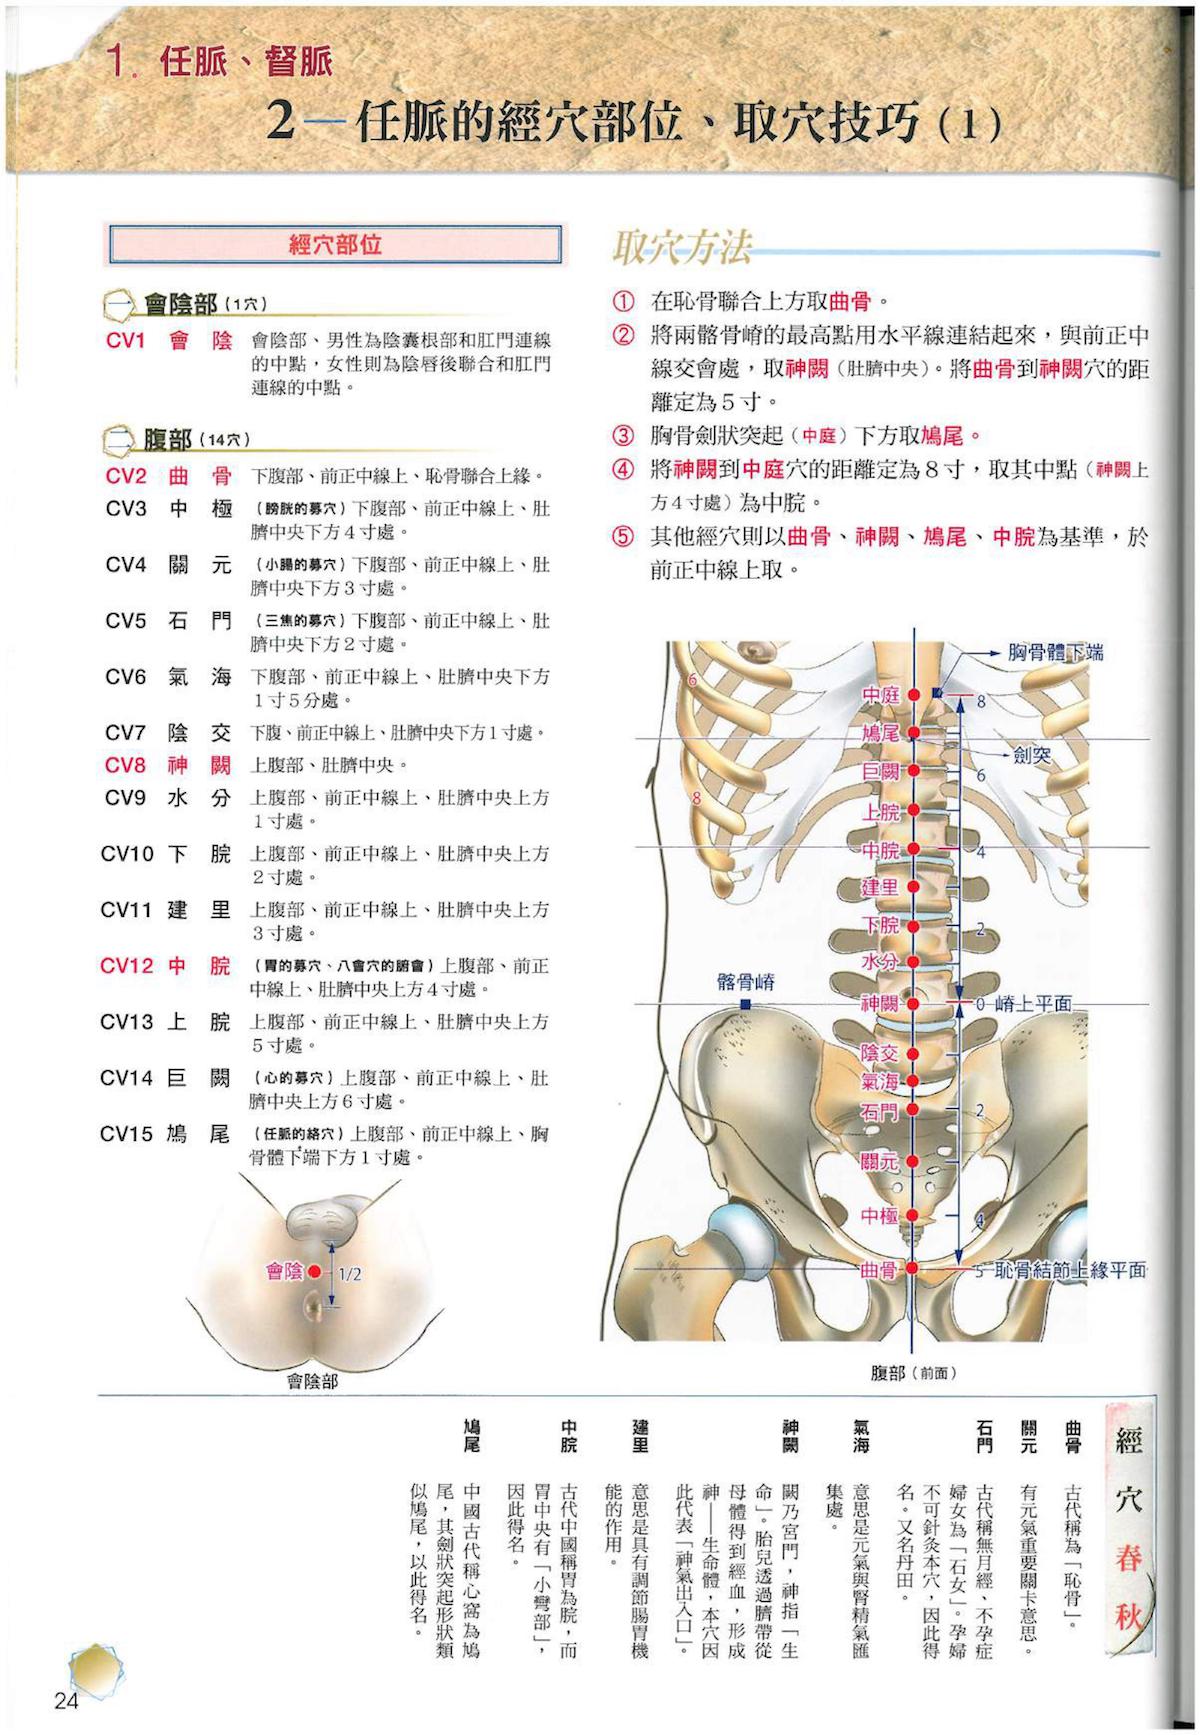 1. 任脈、督脈
2—任脈的經穴部位、取穴技巧(1)
經穴部位
會陰部(1穴)
CV1 會 陰 會陰部、男性為陰囊根部和肛門連線
的中點，女性則為陰唇後聯合和肛門
連線的中點。
腹部(14穴)
CV2 曲 骨 下腹部、前正中線上、恥骨聯合上緣。
CV3 中 極 (膀胱的募穴)下腹部、前正中線上、肚
臍中央下方4寸處。
CV4 關 元 (小腸的募穴)下腹部、前正中線上、肚
臍中央下方3寸處。
CV5 石 門 (三焦的募穴)下腹部、前正中線上、肚
臍中央下方2寸處。
CV6 氣 海 下腹部、前正中線上、肚臍中央下方
1寸5分處。
CV7 陰 交 下腹、前正中線上、肚臍中央下方1寸處。
CV8 神 闕 上腹部、肚臍中央。
CV9 水 分 上腹部、前正中線上、肚臍中央上方
1寸處。
CV10 下 脘 上腹部、前正中線上、肚臍中央上方
2寸處。
CV11 建 里 上腹部、前正中線上、肚臍中央上方
3寸處。
CV12 中 脘 (胃的募穴、八會穴的腑會)上腹部、前正
中線上、肚臍中央上方4寸處。
CV13 上 脘 上腹部、前正中線上、肚臍中央上方
5寸處。
CV14 巨 闕 (心的募穴)上腹部、前正中線上、肚
臍中央上方6寸處。
CV15 鳩 尾 (任脈的絡穴)上腹部、前正中線上、胸
骨體下端下方1寸處。
會陰
1/2
會陰部
取穴方法
① 在恥骨聯合上方取曲骨。
② 將兩髂骨嵴的最高點用水平線連結起來，與前正中
線交會處，取神闕(肚臍中央)。將曲骨到神闕穴的距
離定為5寸。
③ 胸骨劍狀突起(中庭)下方取鳩尾。
④ 將神闕到中庭穴的距離定為8寸，取其中點(神闕上
方4寸處)為中脘。
⑤ 其他經穴則以曲骨、神闕、鳩尾、中脘為基準，於
前正中線上取。
胸骨體下端
6
中庭
8
鳩尾
劍突
巨闕
6
8
上脘
中脘
4
建里
下脘
2
水分
髂骨嵴
神闕
0 嵴上平面
陰交
氣海
石門
2
關元
中極
4
曲骨
5 恥骨結節上緣平面
腹部(前面)
經穴春秋
曲骨 古代稱為「恥骨」。
關元 有元氣重要關卡意思。
石門 古代稱無月經、不孕症
婦女為「石女」。孕婦
不可針灸本穴，因此得
名。又名丹田。
氣海 意思是元氣與腎精氣匯
集處。
神闕 闕乃宮門，神指「生
命」。胎兒透過臍帶從
母體得到經血，形成
神——生命體，本穴因
此代表「神氣出入口」。
建里 意思是具有調節腸胃機
能的作用。
中脘 古代中國稱胃為脘，而
胃中央有「小彎部」，
因此得名。
鳩尾 中國古代稱心窩為鳩
尾，其劍狀突起形狀類
似鳩尾，以此得名。
24